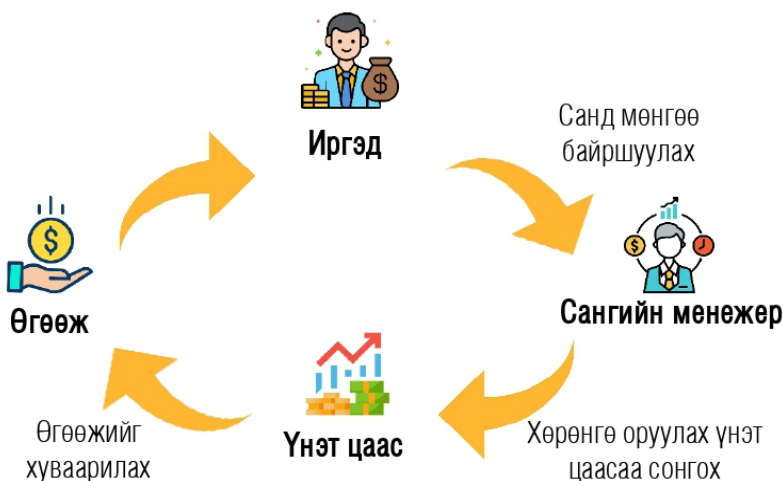 Иргэд
Санд мөнгөө
байршуулах
Сангийн менежер
Хөрөнгө оруулах үнэт
цаасаа сонгох
Үнэт цаас
Өгөөжийг
хуваарилах
Өгөөж